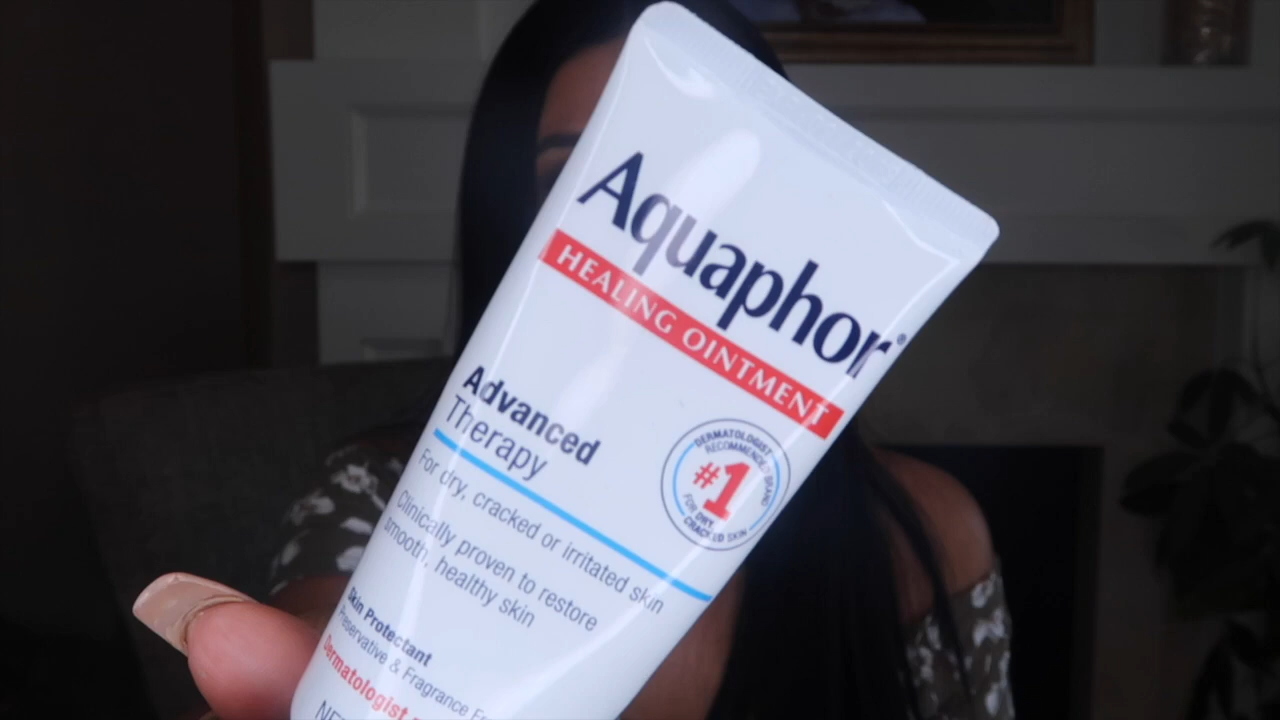 Aquaphor®
HEALING OINTMENT
Advanced
Therapy
For dry, cracked or irritated skin
Clinically proven to restore
smooth, healthy skin
DERMATOLOGIST
RECOMMENDED BRAND
#1
FOR DRY,
CRACKED SKIN
Skin Protectant
Preservative & Fragrance
Dermatologist